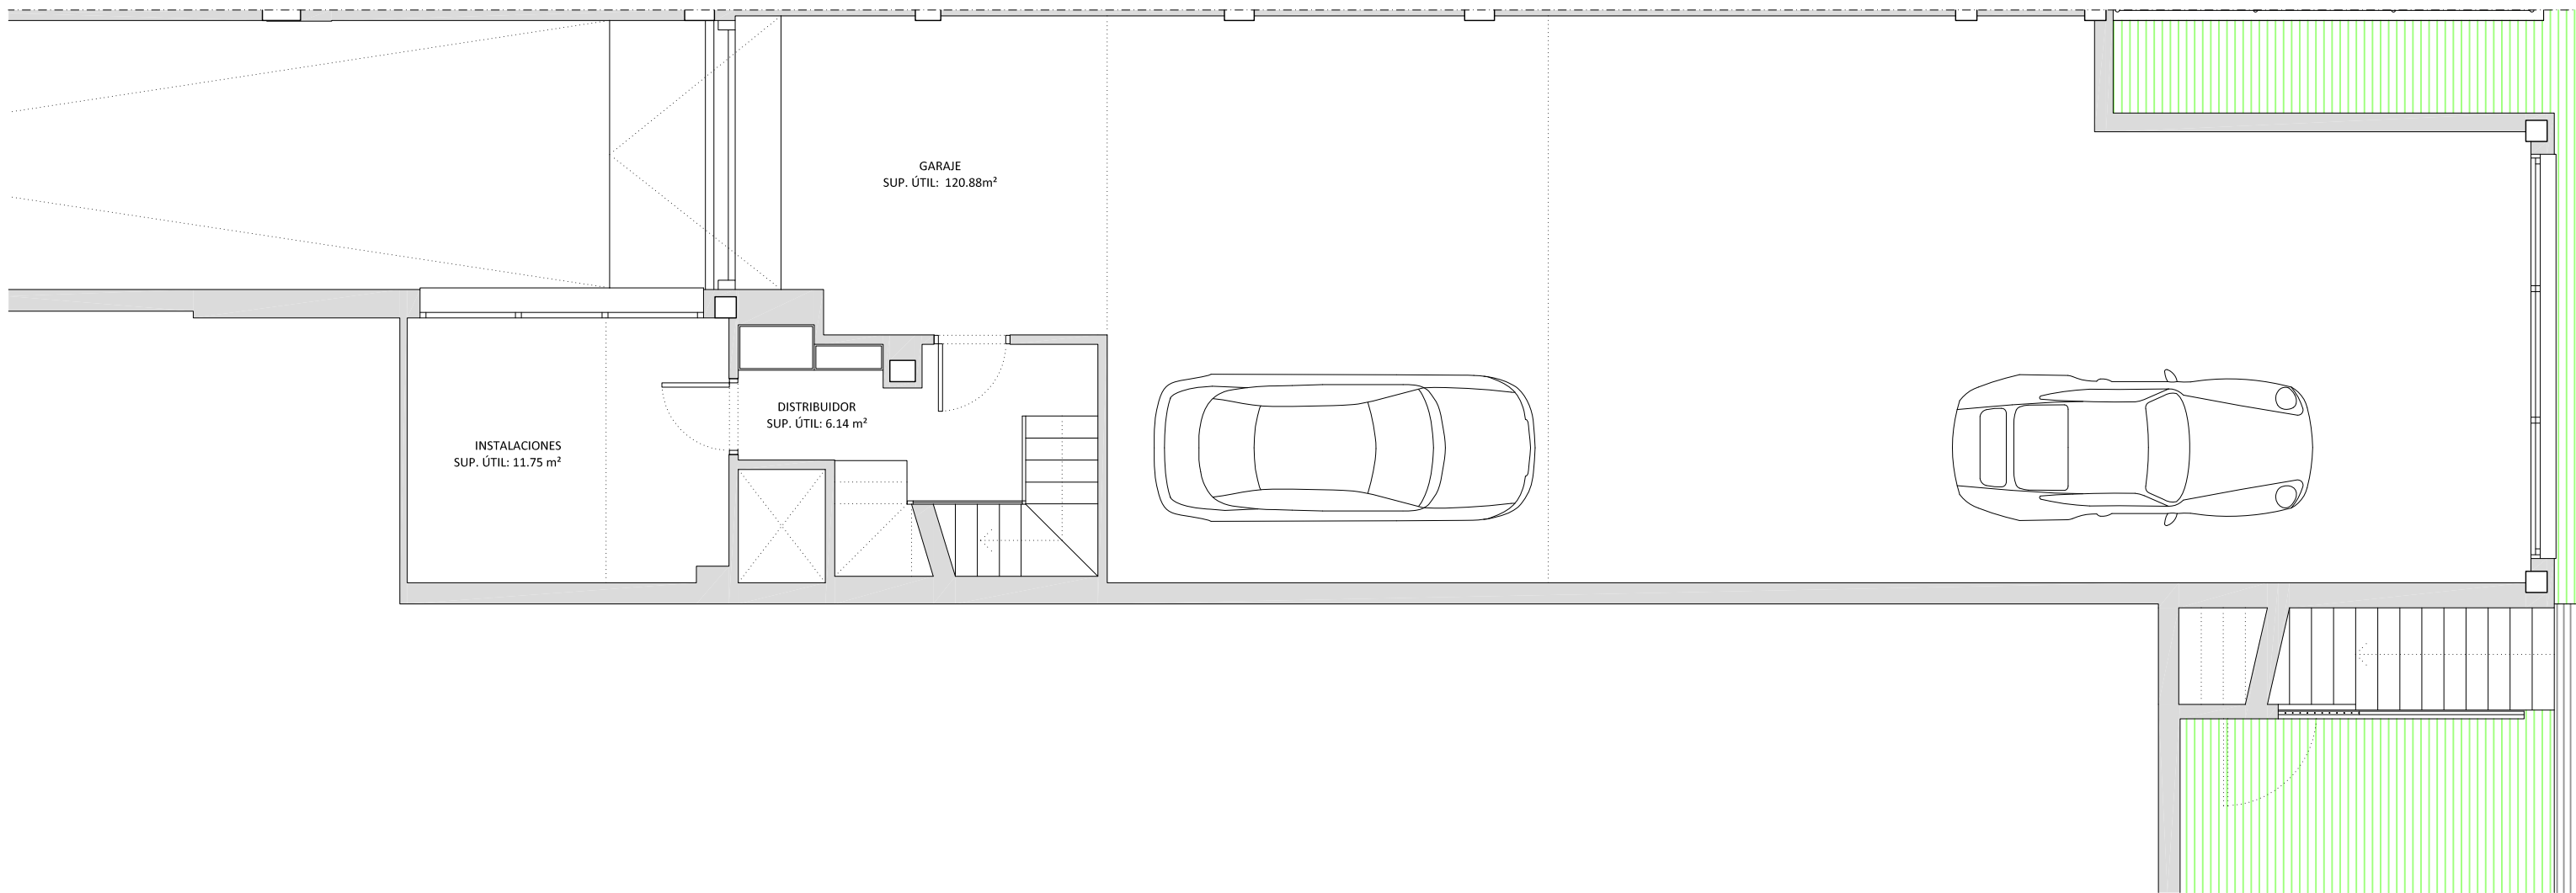 GARAJE
SUP. ÚTIL: 120.88m²
DISTRIBUIDOR
SUP. ÚTIL: 6.14 m²
INSTALACIONES
SUP. ÚTIL: 11.75 m²